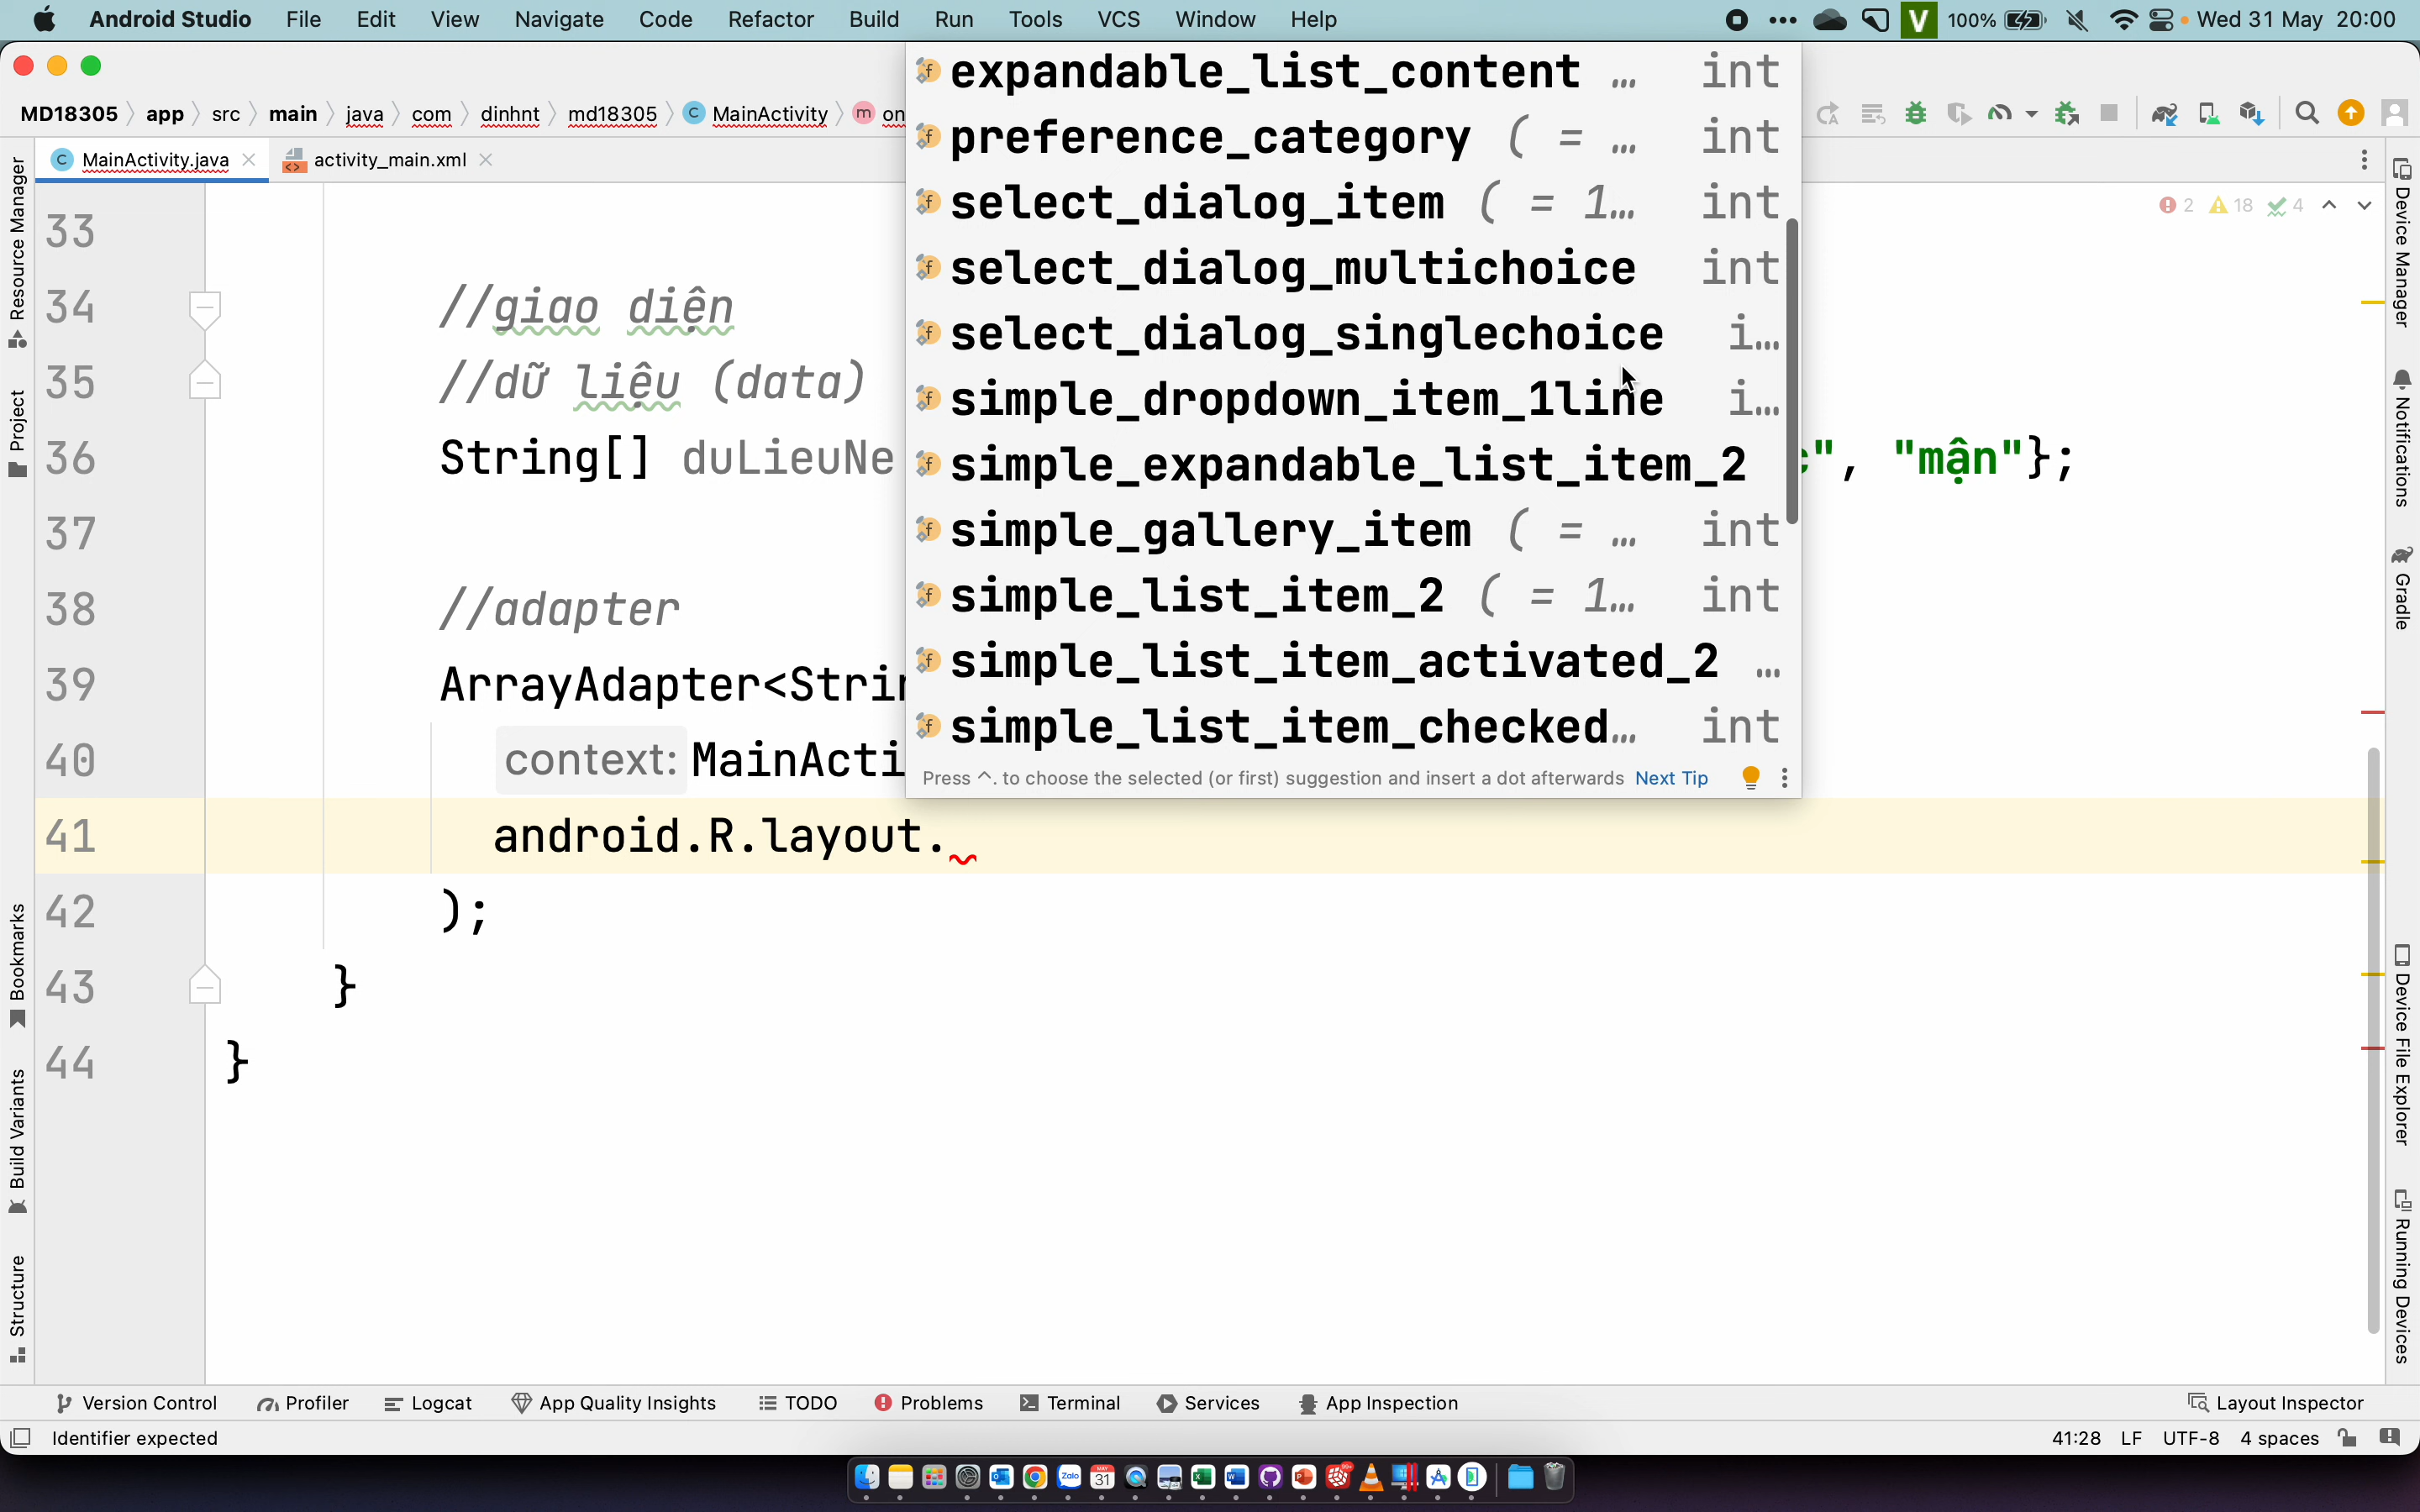 Android Studio File Edit View Navigate Code Refactor Build Run Tools VCS Window Help V 100% Wed 31 May 20:00
MD18305 app src main java com dinhnt md18305 C MainActivity m on
C MainActivity.java activity_main.xml
2 18 4
expandable_list_content … int
preference_category ( = … int
select_dialog_item ( = 1… int
select_dialog_multichoice int
select_dialog_singlechoice i…
simple_dropdown_item_1line i…
simple_expandable_list_item_2
simple_gallery_item ( = … int
simple_list_item_2 ( = 1… int
simple_list_item_activated_2 …
simple_list_item_checked… int
Press ^. to choose the selected (or first) suggestion and insert a dot afterwards Next Tip
33
34 //giao diện
35 //dữ liệu (data)
36 String[] duLieuNe ", "mận"};
37
38 //adapter
39 ArrayAdapter<Strin
40 context: MainActi
41 android.R.layout.
42 );
43 }
44 }
Resource Manager
Project
Bookmarks
Build Variants
Structure
Device Manager
Notifications
Gradle
Device File Explorer
Running Devices
Version Control Profiler Logcat App Quality Insights TODO Problems Terminal Services App Inspection Layout Inspector
Identifier expected 41:28 LF UTF-8 4 spaces
Zalo MAY 31